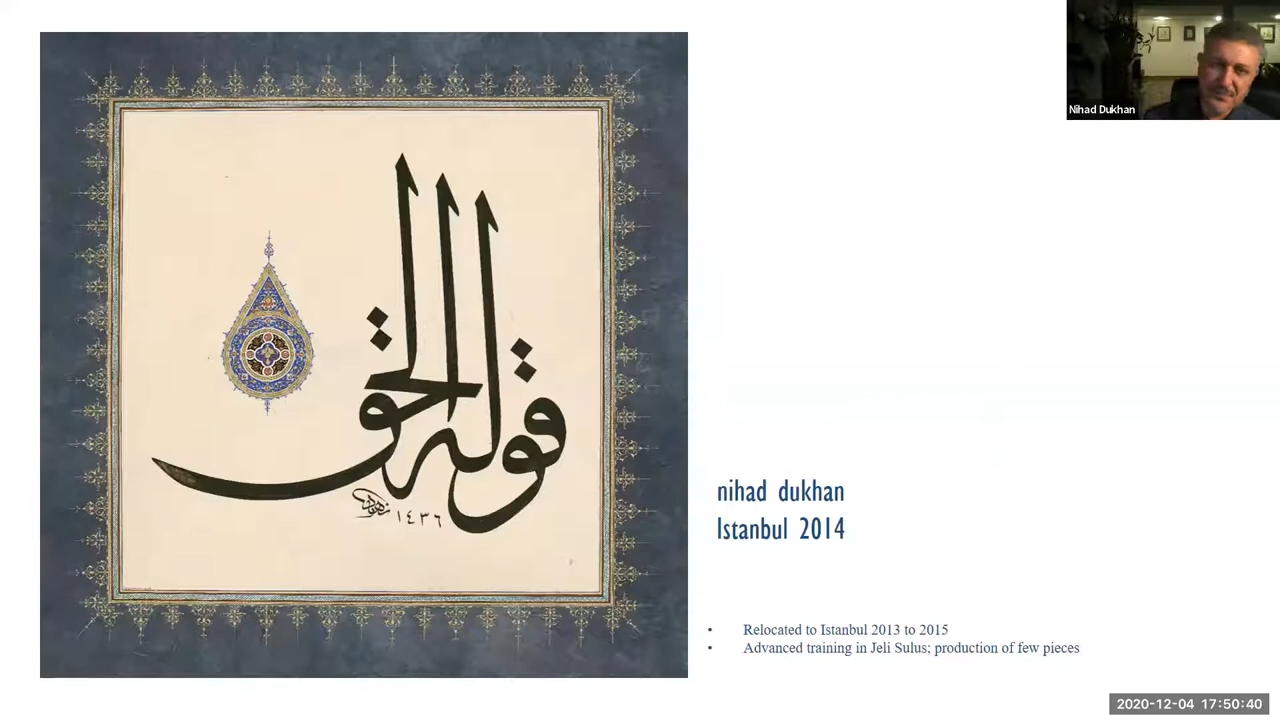 Nihad Dukhan
قوله الحق
١٤٣٦
nihad dukhan
Istanbul 2014
• Relocated to Istanbul 2013 to 2015
• Advanced training in Jeli Sulus; production of few pieces
2020-12-04 17:50:40